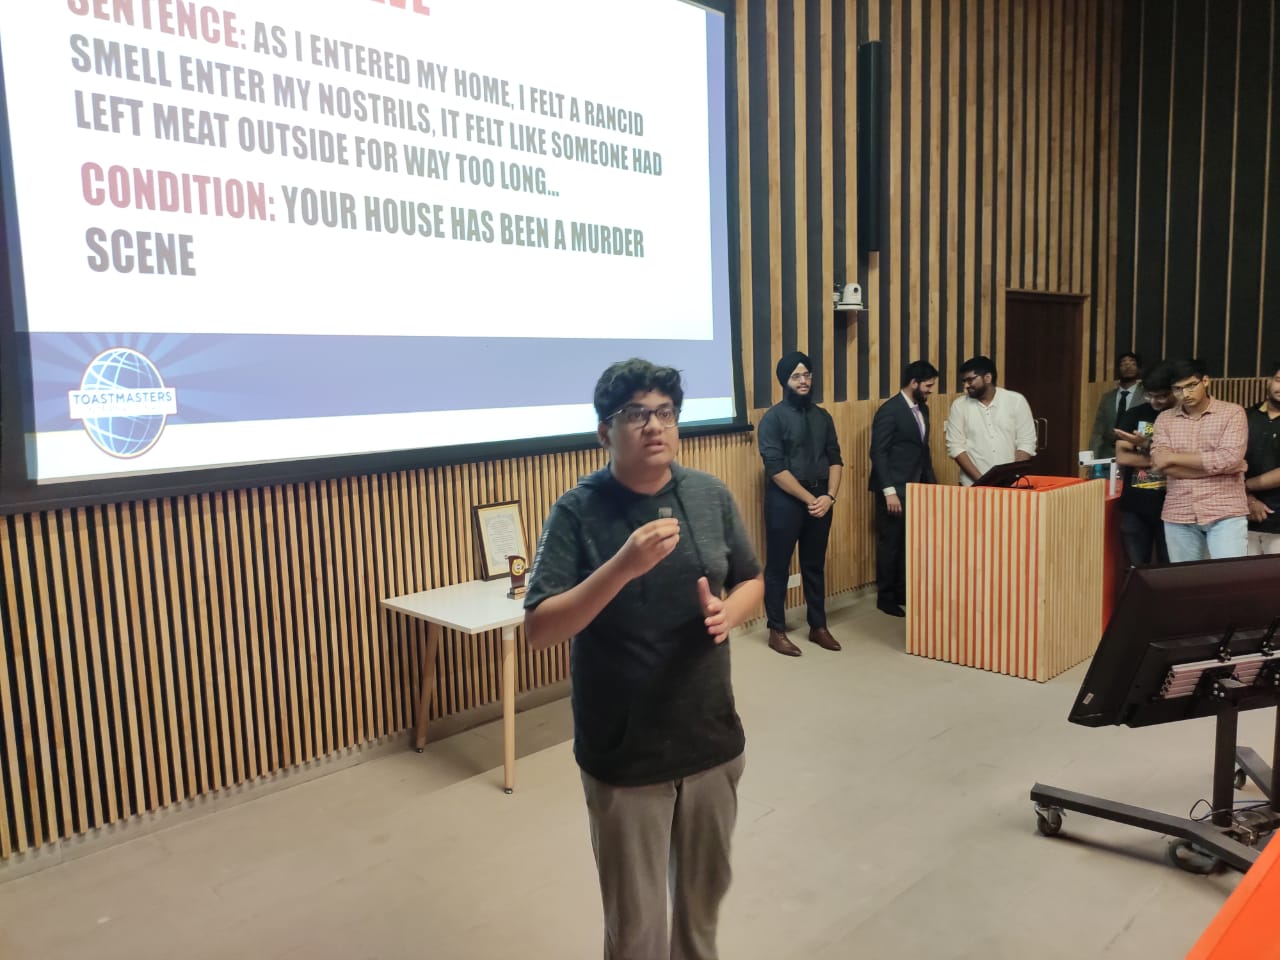 SENTENCE: AS I ENTERED MY HOME, I FELT A RANCID
SMELL ENTER MY NOSTRILS, IT FELT LIKE SOMEONE HAD
LEFT MEAT OUTSIDE FOR WAY TOO LONG...
CONDITION: YOUR HOUSE HAS BEEN A MURDER
SCENE
TOASTMASTERS
INTERNATIONAL